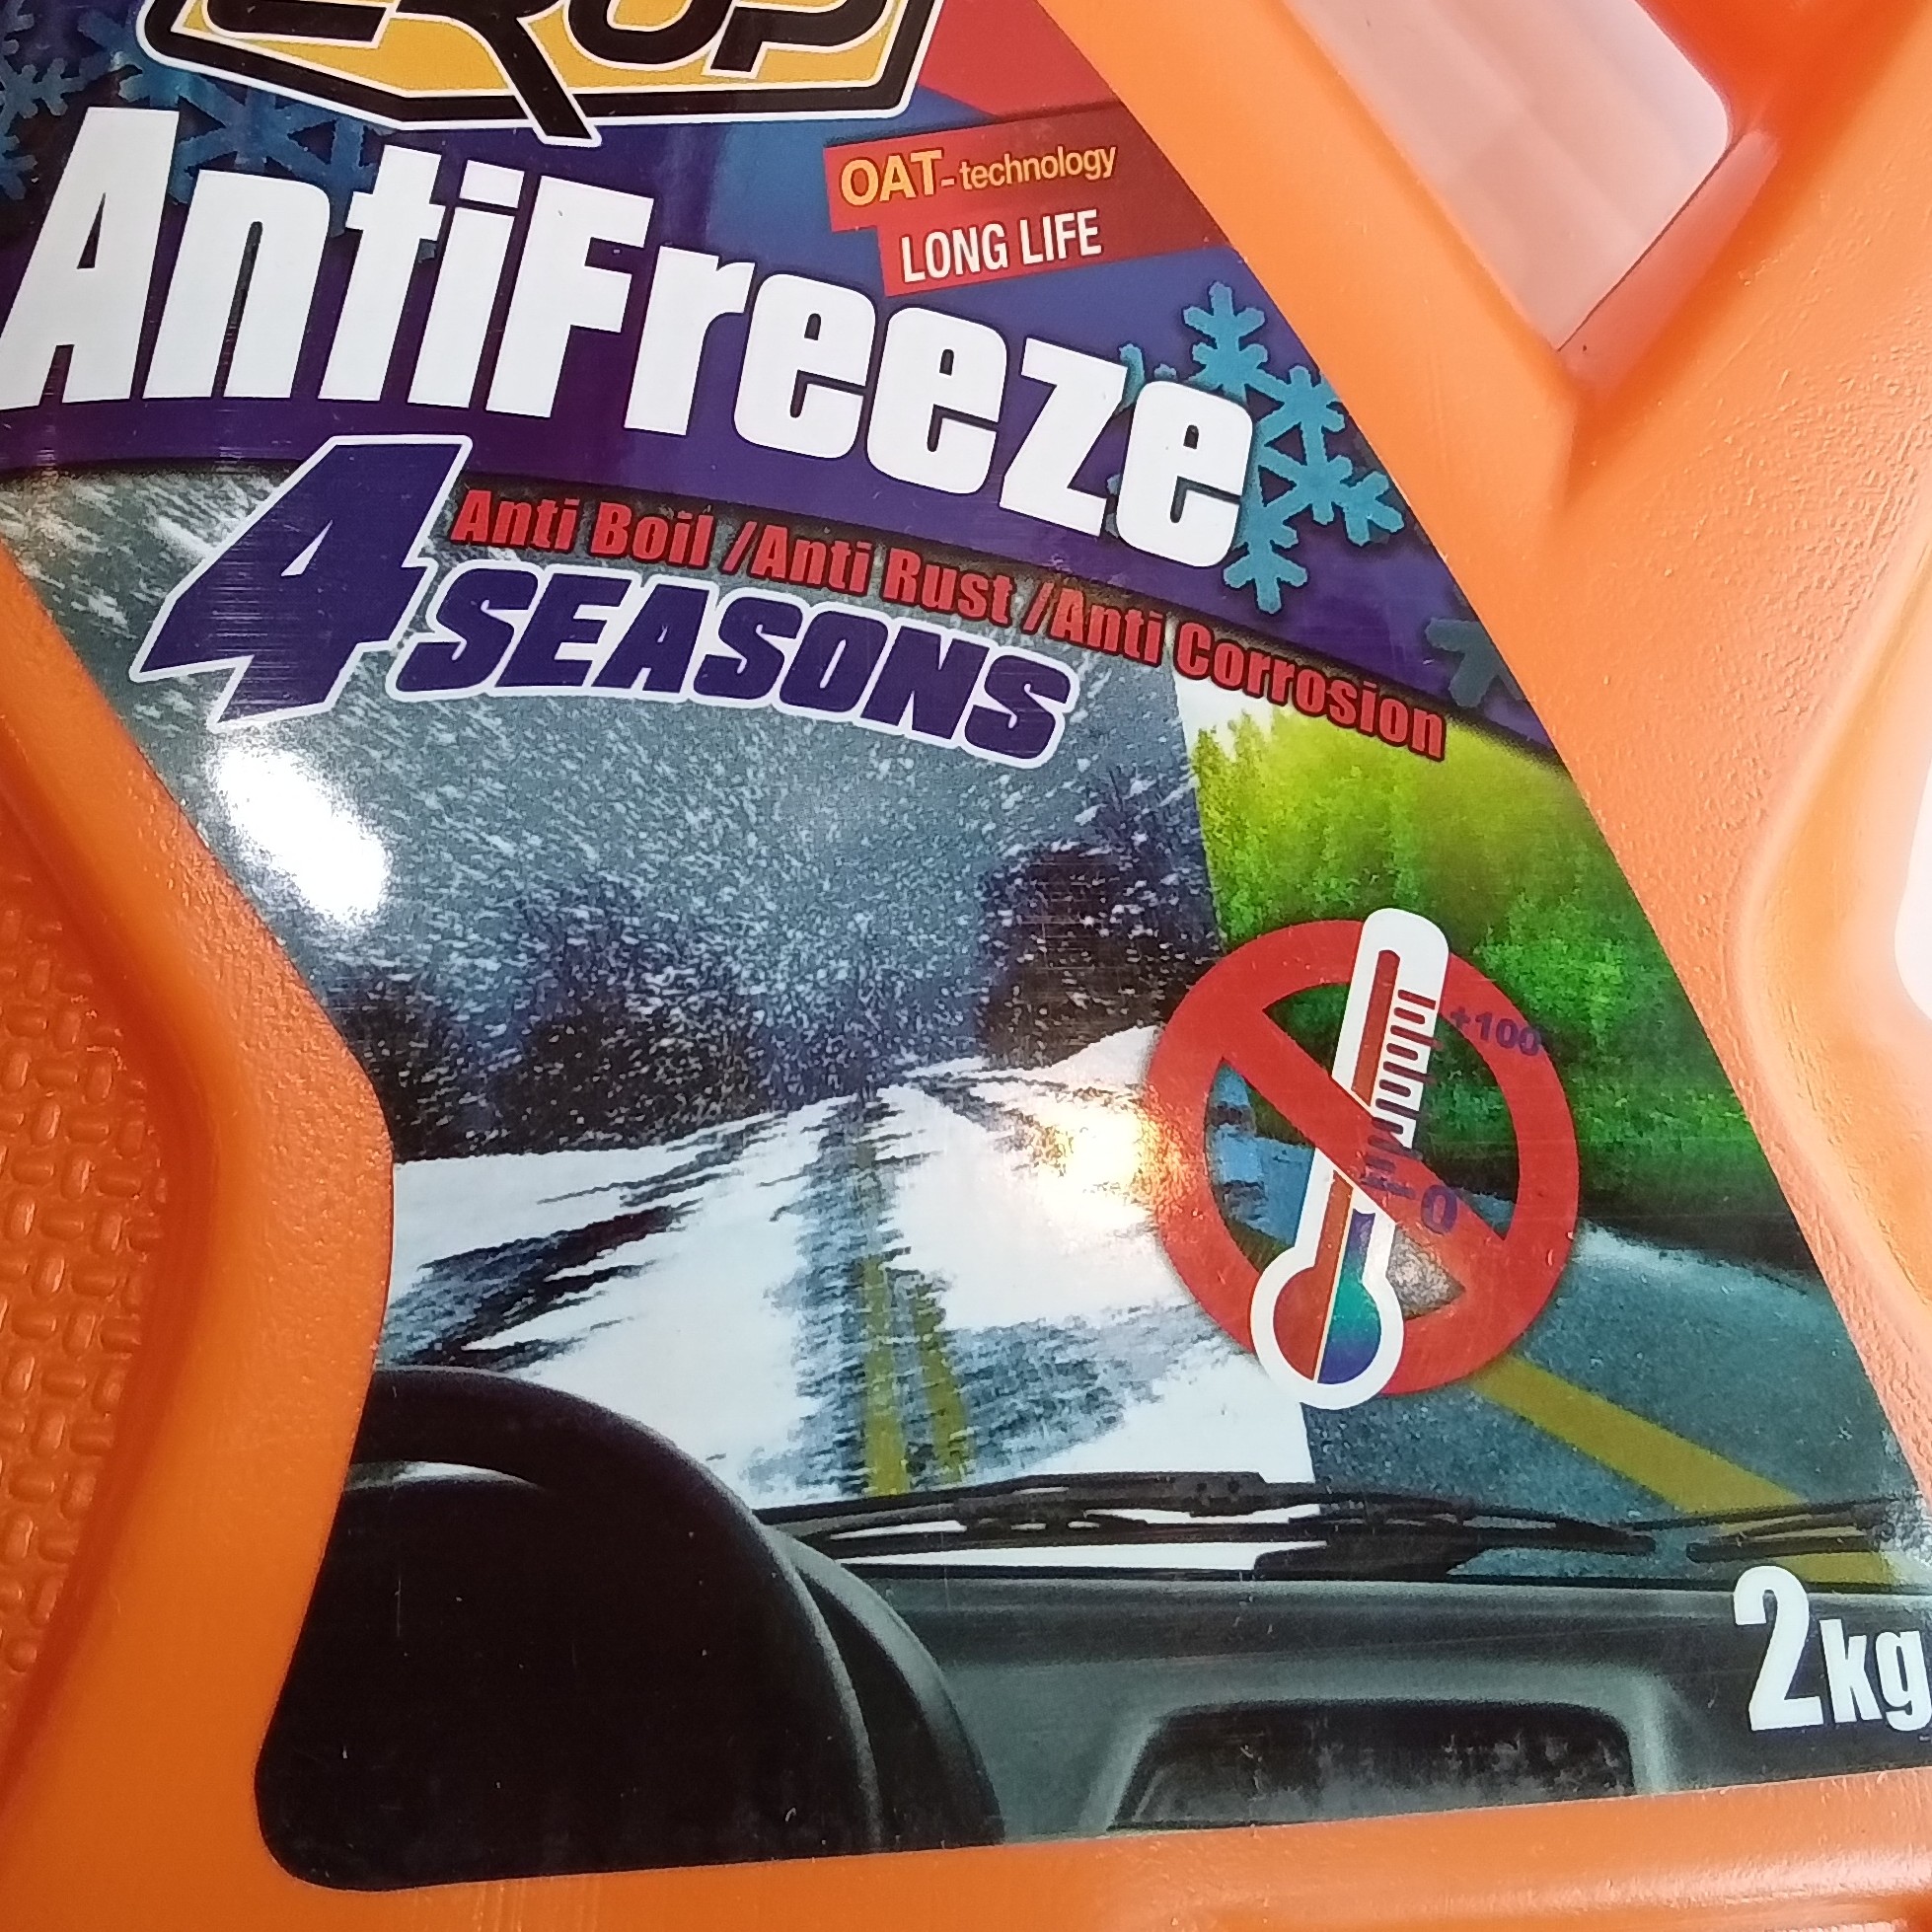 AntiFreeze
OAT-technology
LONG LIFE
Anti Boil /Anti Rust /Anti Corrosion
4 SEASONS
+100
0
2kg